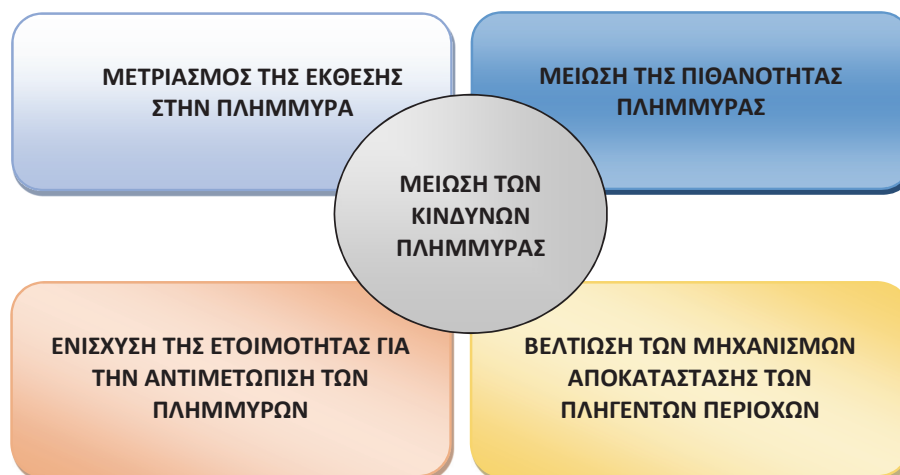 ΜΕΤΡΙΑΣΜΟΣ ΤΗΣ ΕΚΘΕΣΗΣ
ΣΤΗΝ ΠΛΗΜΜΥΡΑ
ΜΕΙΩΣΗ ΤΗΣ ΠΙΘΑΝΟΤΗΤΑΣ
ΠΛΗΜΜΥΡΑΣ
ΜΕΙΩΣΗ ΤΩΝ
ΚΙΝΔΥΝΩΝ
ΠΛΗΜΜΥΡΑΣ
ΕΝΙΣΧΥΣΗ ΤΗΣ ΕΤΟΙΜΟΤΗΤΑΣ ΓΙΑ
ΤΗΝ ΑΝΤΙΜΕΤΩΠΙΣΗ ΤΩΝ
ΠΛΗΜΜΥΡΩΝ
ΒΕΛΤΙΩΣΗ ΤΩΝ ΜΗΧΑΝΙΣΜΩΝ
ΑΠΟΚΑΤΑΣΤΑΣΗΣ ΤΩΝ
ΠΛΗΓΕΝΤΩΝ ΠΕΡΙΟΧΩΝ